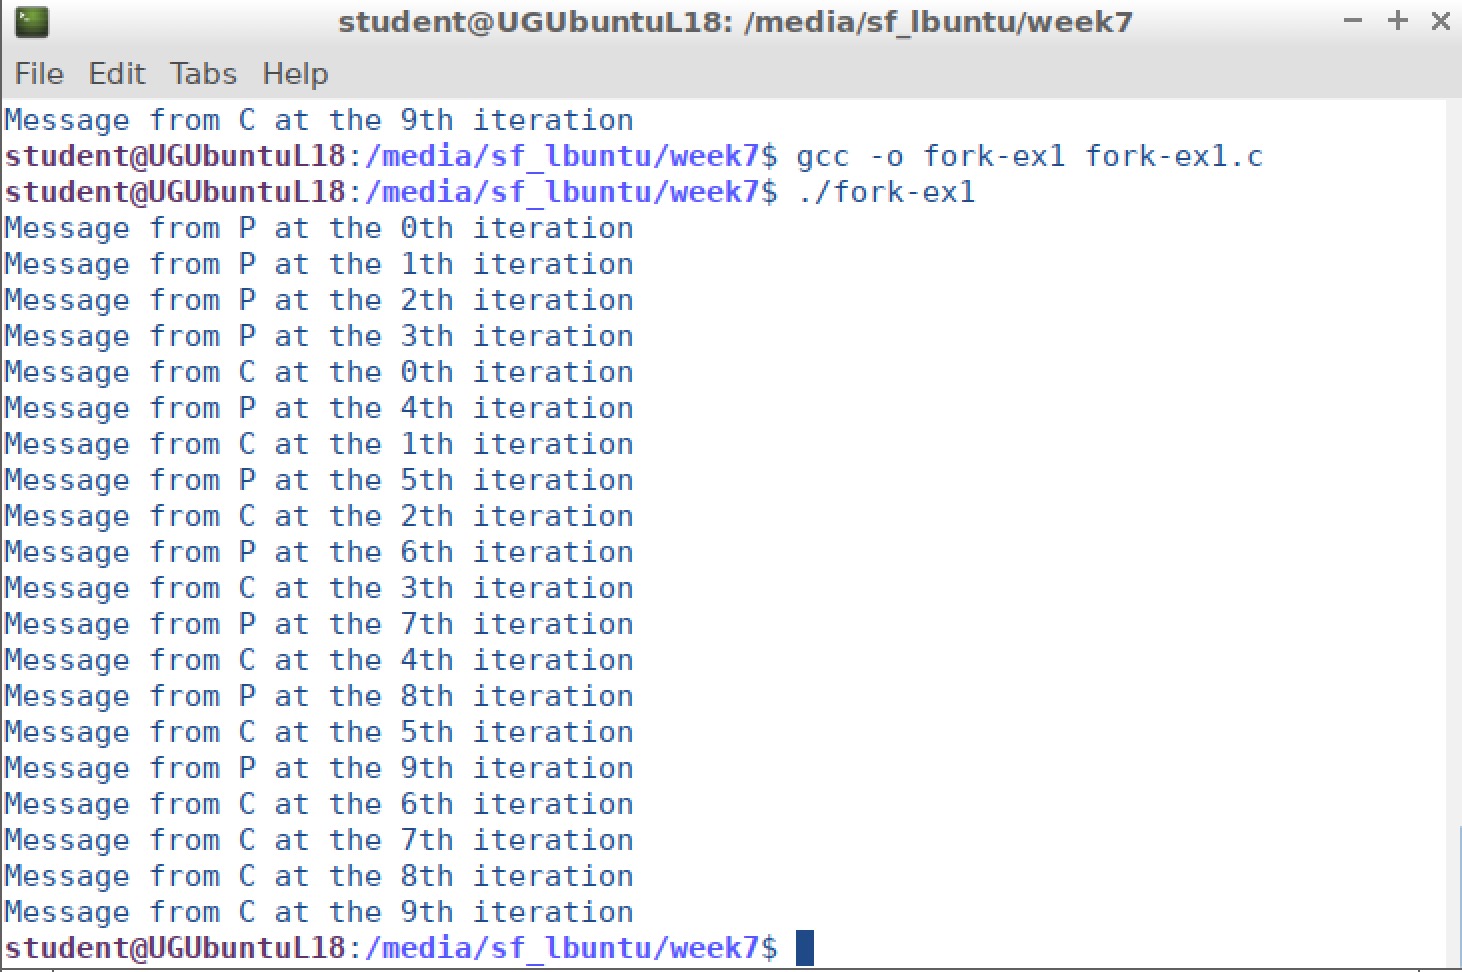 student@UGUbuntuL18: /media/sf_lbuntu/week7
File Edit Tabs Help
Message from C at the 9th iteration
student@UGUbuntuL18:/media/sf_lbuntu/week7$ gcc -o fork-ex1 fork-ex1.c
student@UGUbuntuL18:/media/sf_lbuntu/week7$ ./fork-ex1
Message from P at the 0th iteration
Message from P at the 1th iteration
Message from P at the 2th iteration
Message from P at the 3th iteration
Message from C at the 0th iteration
Message from P at the 4th iteration
Message from C at the 1th iteration
Message from P at the 5th iteration
Message from C at the 2th iteration
Message from P at the 6th iteration
Message from C at the 3th iteration
Message from P at the 7th iteration
Message from C at the 4th iteration
Message from P at the 8th iteration
Message from C at the 5th iteration
Message from P at the 9th iteration
Message from C at the 6th iteration
Message from C at the 7th iteration
Message from C at the 8th iteration
Message from C at the 9th iteration
student@UGUbuntuL18:/media/sf_lbuntu/week7$